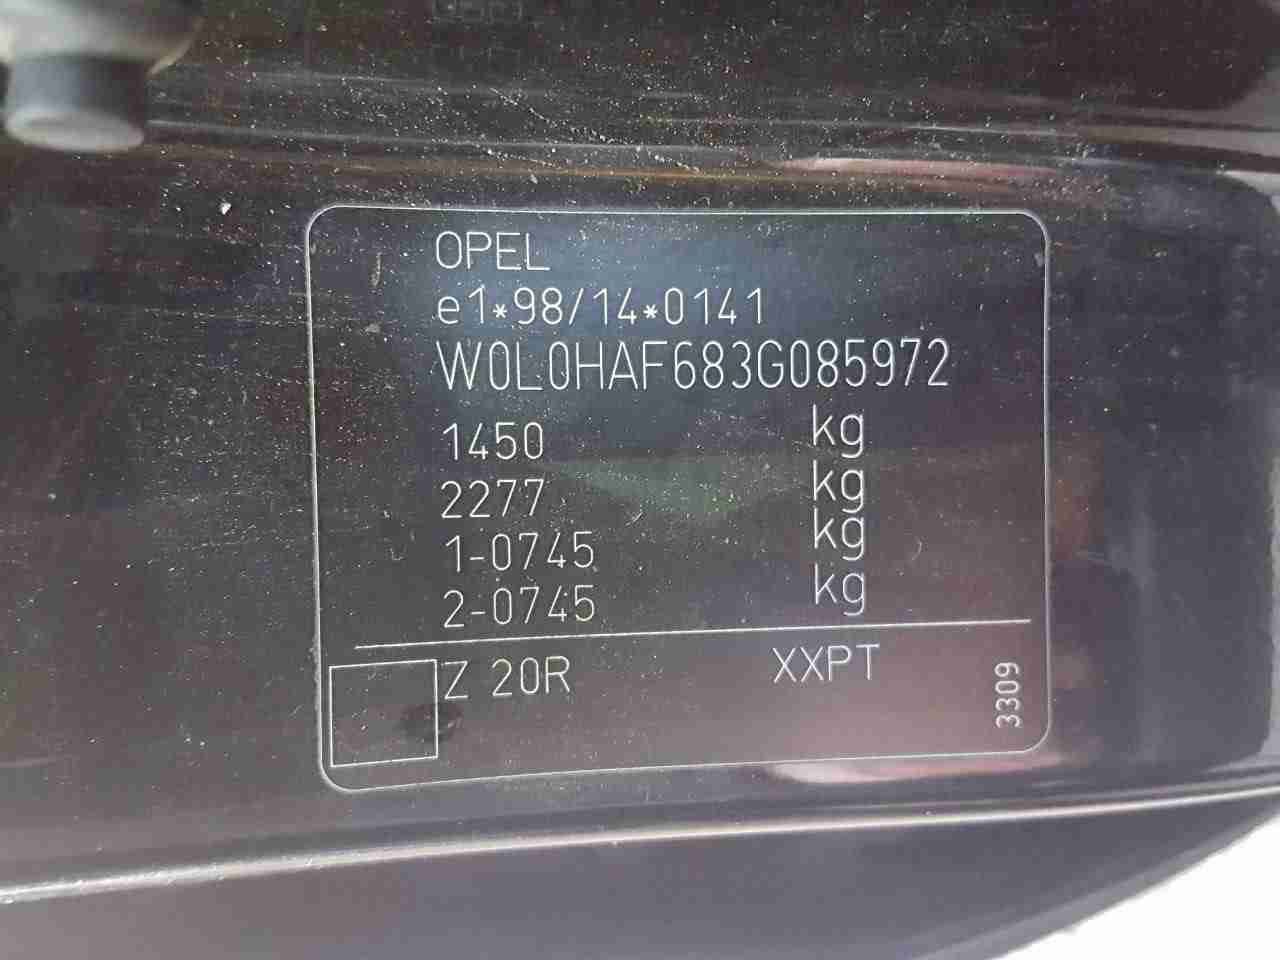 OPEL
e1*98/14*0141
W0L0HAF683G085972
1450 kg
2277 kg
1-0745 kg
2-0745 kg
Z 20R XXPT
3309